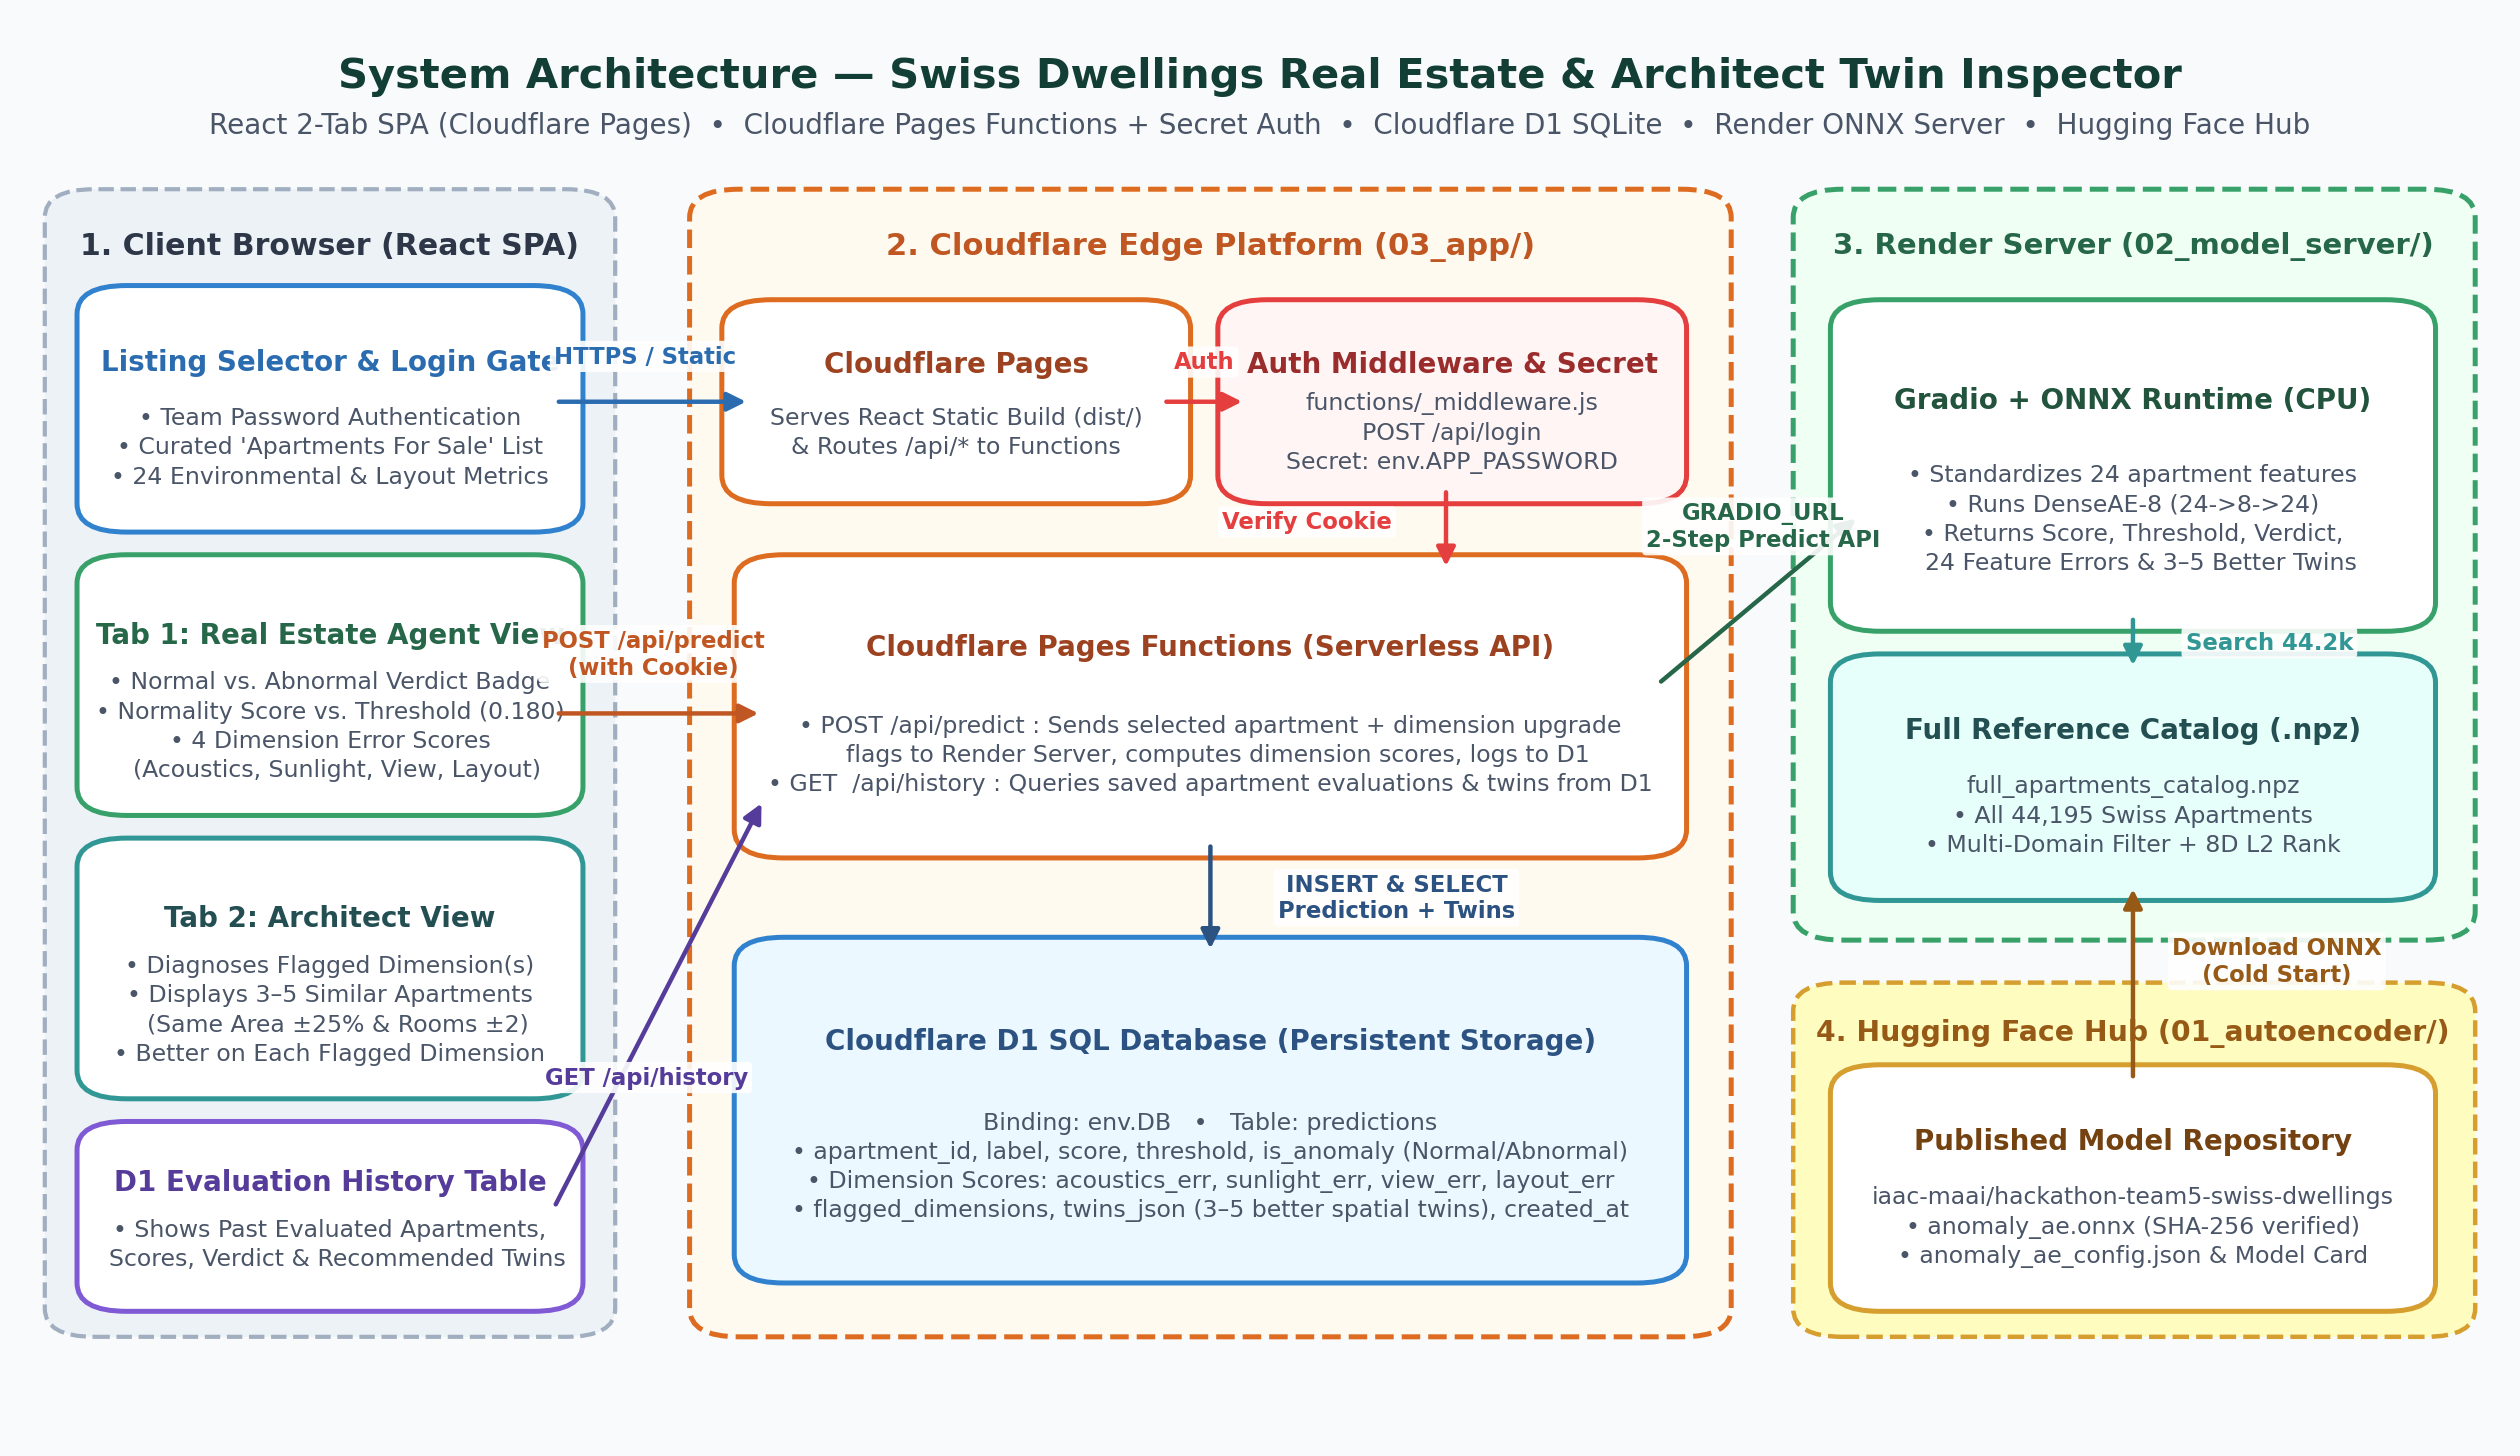 System Architecture — Swiss Dwellings Real Estate & Architect Twin Inspector
React 2-Tab SPA (Cloudflare Pages) • Cloudflare Pages Functions + Secret Auth • Cloudflare D1 SQLite • Render ONNX Server • Hugging Face Hub
1. Client Browser (React SPA)
Listing Selector & Login Gate
• Team Password Authentication
• Curated 'Apartments For Sale' List
• 24 Environmental & Layout Metrics
Tab 1: Real Estate Agent View
• Normal vs. Abnormal Verdict Badge
• Normality Score vs. Threshold (0.180)
• 4 Dimension Error Scores
(Acoustics, Sunlight, View, Layout)
Tab 2: Architect View
• Diagnoses Flagged Dimension(s)
• Displays 3–5 Similar Apartments
(Same Area ±25% & Rooms ±2)
• Better on Each Flagged Dimension
D1 Evaluation History Table
• Shows Past Evaluated Apartments,
Scores, Verdict & Recommended Twins
HTTPS / Static
POST /api/predict
(with Cookie)
GET /api/history
2. Cloudflare Edge Platform (03_app/)
Cloudflare Pages
Serves React Static Build (dist/)
& Routes /api/* to Functions
Auth
Auth Middleware & Secret
functions/_middleware.js
POST /api/login
Secret: env.APP_PASSWORD
Verify Cookie
Cloudflare Pages Functions (Serverless API)
• POST /api/predict : Sends selected apartment + dimension upgrade
flags to Render Server, computes dimension scores, logs to D1
• GET  /api/history : Queries saved apartment evaluations & twins from D1
INSERT & SELECT
Prediction + Twins
Cloudflare D1 SQL Database (Persistent Storage)
Binding: env.DB • Table: predictions
• apartment_id, label, score, threshold, is_anomaly (Normal/Abnormal)
• Dimension Scores: acoustics_err, sunlight_err, view_err, layout_err
• flagged_dimensions, twins_json (3–5 better spatial twins), created_at
GRADIO_URL
2-Step Predict API
3. Render Server (02_model_server/)
Gradio + ONNX Runtime (CPU)
• Standardizes 24 apartment features
• Runs DenseAE-8 (24->8->24)
• Returns Score, Threshold, Verdict,
24 Feature Errors & 3–5 Better Twins
Search 44.2k
Full Reference Catalog (.npz)
full_apartments_catalog.npz
• All 44,195 Swiss Apartments
• Multi-Domain Filter + 8D L2 Rank
Download ONNX
(Cold Start)
4. Hugging Face Hub (01_autoencoder/)
Published Model Repository
iaac-maai/hackathon-team5-swiss-dwellings
• anomaly_ae.onnx (SHA-256 verified)
• anomaly_ae_config.json & Model Card